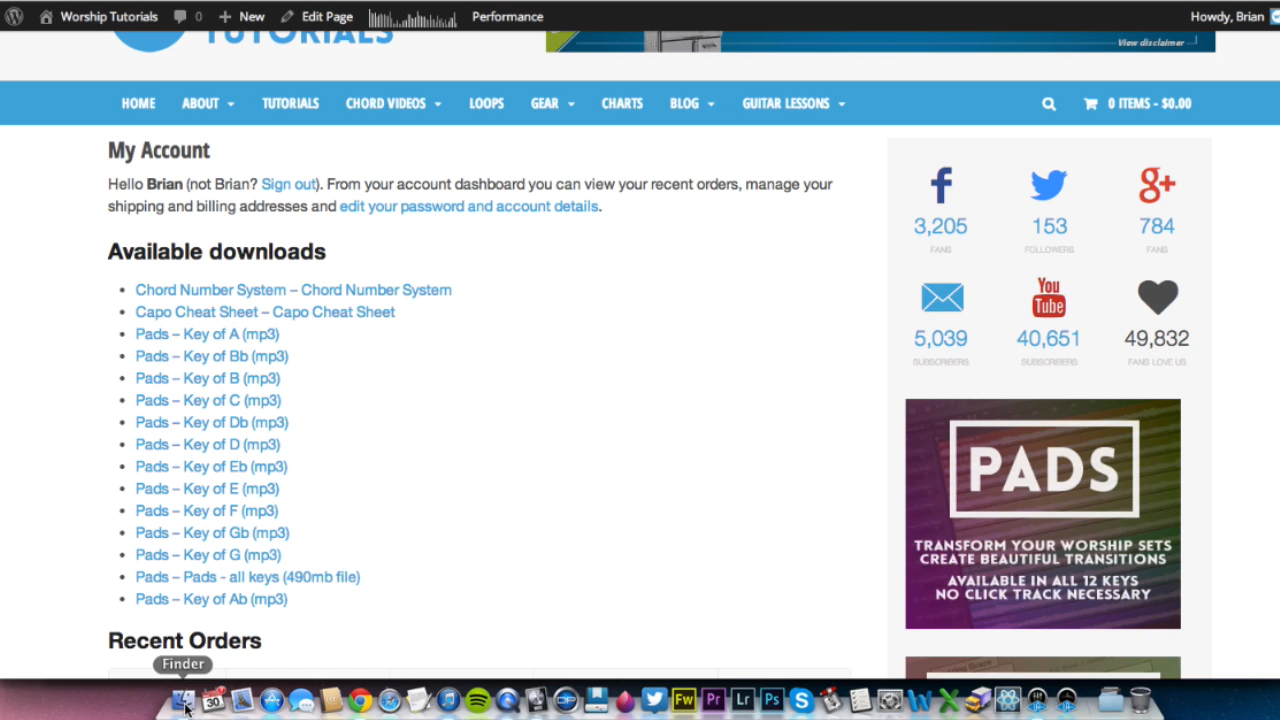 Worship Tutorials 0 New Edit Page Performance Howdy, Brian
TUTORIALS
View disclaimer
HOME ABOUT TUTORIALS CHORD VIDEOS LOOPS GEAR CHARTS BLOG GUITAR LESSONS 0 ITEMS - $0.00
My Account
Hello Brian (not Brian? Sign out). From your account dashboard you can view your recent orders, manage your
shipping and billing addresses and edit your password and account details.
Available downloads
Chord Number System – Chord Number System
Capo Cheat Sheet – Capo Cheat Sheet
Pads – Key of A (mp3)
Pads – Key of Bb (mp3)
Pads – Key of B (mp3)
Pads – Key of C (mp3)
Pads – Key of Db (mp3)
Pads – Key of D (mp3)
Pads – Key of Eb (mp3)
Pads – Key of E (mp3)
Pads – Key of F (mp3)
Pads – Key of Gb (mp3)
Pads – Key of G (mp3)
Pads – Pads - all keys (490mb file)
Pads – Key of Ab (mp3)
Recent Orders
3,205 153 784
FANS FOLLOWERS FANS
You
Tube
5,039 40,651 49,832
SUBSCRIBERS SUBSCRIBERS FANS LOVE US
PADS
TRANSFORM YOUR WORSHIP SETS
CREATE BEAUTIFUL TRANSITIONS
AVAILABLE IN ALL 12 KEYS
NO CLICK TRACK NECESSARY
Finder
30 Fw Pr Lr Ps